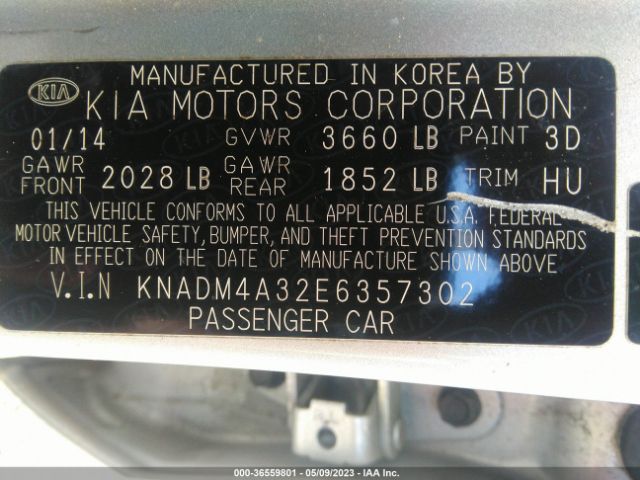 MANUFACTURED IN KOREA BY
KIA KIA MOTORS CORPORATION
01/14 GVWR 3660 LB PAINT 3D
GAWR FRONT 2028 LB GAWR REAR 1852 LB TRIM HU
THIS VEHICLE CONFORMS TO ALL APPLICABLE U.S.A. FEDERAL
MOTOR VEHICLE SAFETY, BUMPER, AND THEFT PREVENTION STANDARDS
IN EFFECT ON THE DATE OF MANUFACTURE SHOWN ABOVE
V.I.N KNADM4A32E6357302
PASSENGER CAR
000-36559801 - 05/09/2023 - IAA Inc.